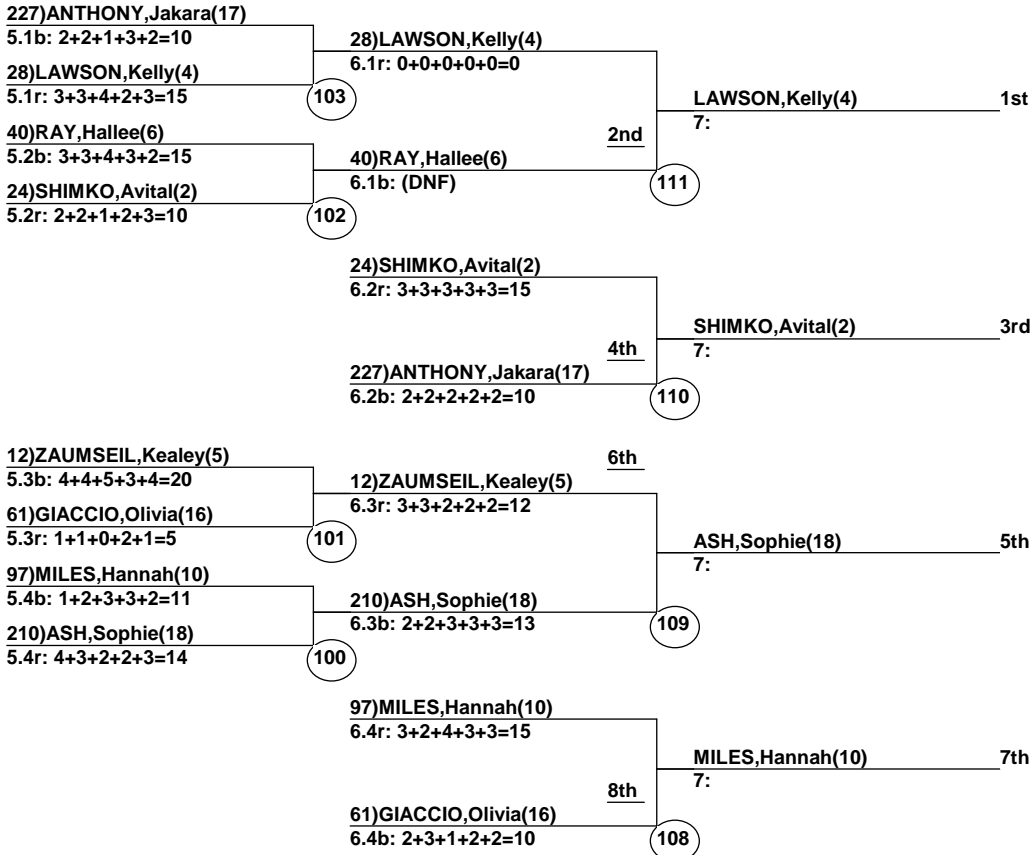 227)ANTHONY,Jakara(17)
5.1b: 2+2+1+3+2=10
28)LAWSON,Kelly(4)
5.1r: 3+3+4+2+3=15
103
28)LAWSON,Kelly(4)
6.1r: 0+0+0+0+0=0
40)RAY,Hallee(6)
5.2b: 3+3+4+3+2=15
24)SHIMKO,Avital(2)
5.2r: 2+2+1+2+3=10
102
40)RAY,Hallee(6)
6.1b: (DNF)
2nd
111
LAWSON,Kelly(4)
1st
7:
24)SHIMKO,Avital(2)
6.2r: 3+3+3+3+3=15
227)ANTHONY,Jakara(17)
6.2b: 2+2+2+2+2=10
4th
110
SHIMKO,Avital(2)
3rd
7:
12)ZAUMSEIL,Kealey(5)
5.3b: 4+4+5+3+4=20
61)GIACCIO,Olivia(16)
5.3r: 1+1+0+2+1=5
101
12)ZAUMSEIL,Kealey(5)
6.3r: 3+3+2+2+2=12
6th
97)MILES,Hannah(10)
5.4b: 1+2+3+3+2=11
210)ASH,Sophie(18)
5.4r: 4+3+2+2+3=14
100
210)ASH,Sophie(18)
6.3b: 2+2+3+3+3=13
109
ASH,Sophie(18)
5th
7:
97)MILES,Hannah(10)
6.4r: 3+2+4+3+3=15
61)GIACCIO,Olivia(16)
6.4b: 2+3+1+2+2=10
8th
108
MILES,Hannah(10)
7th
7: